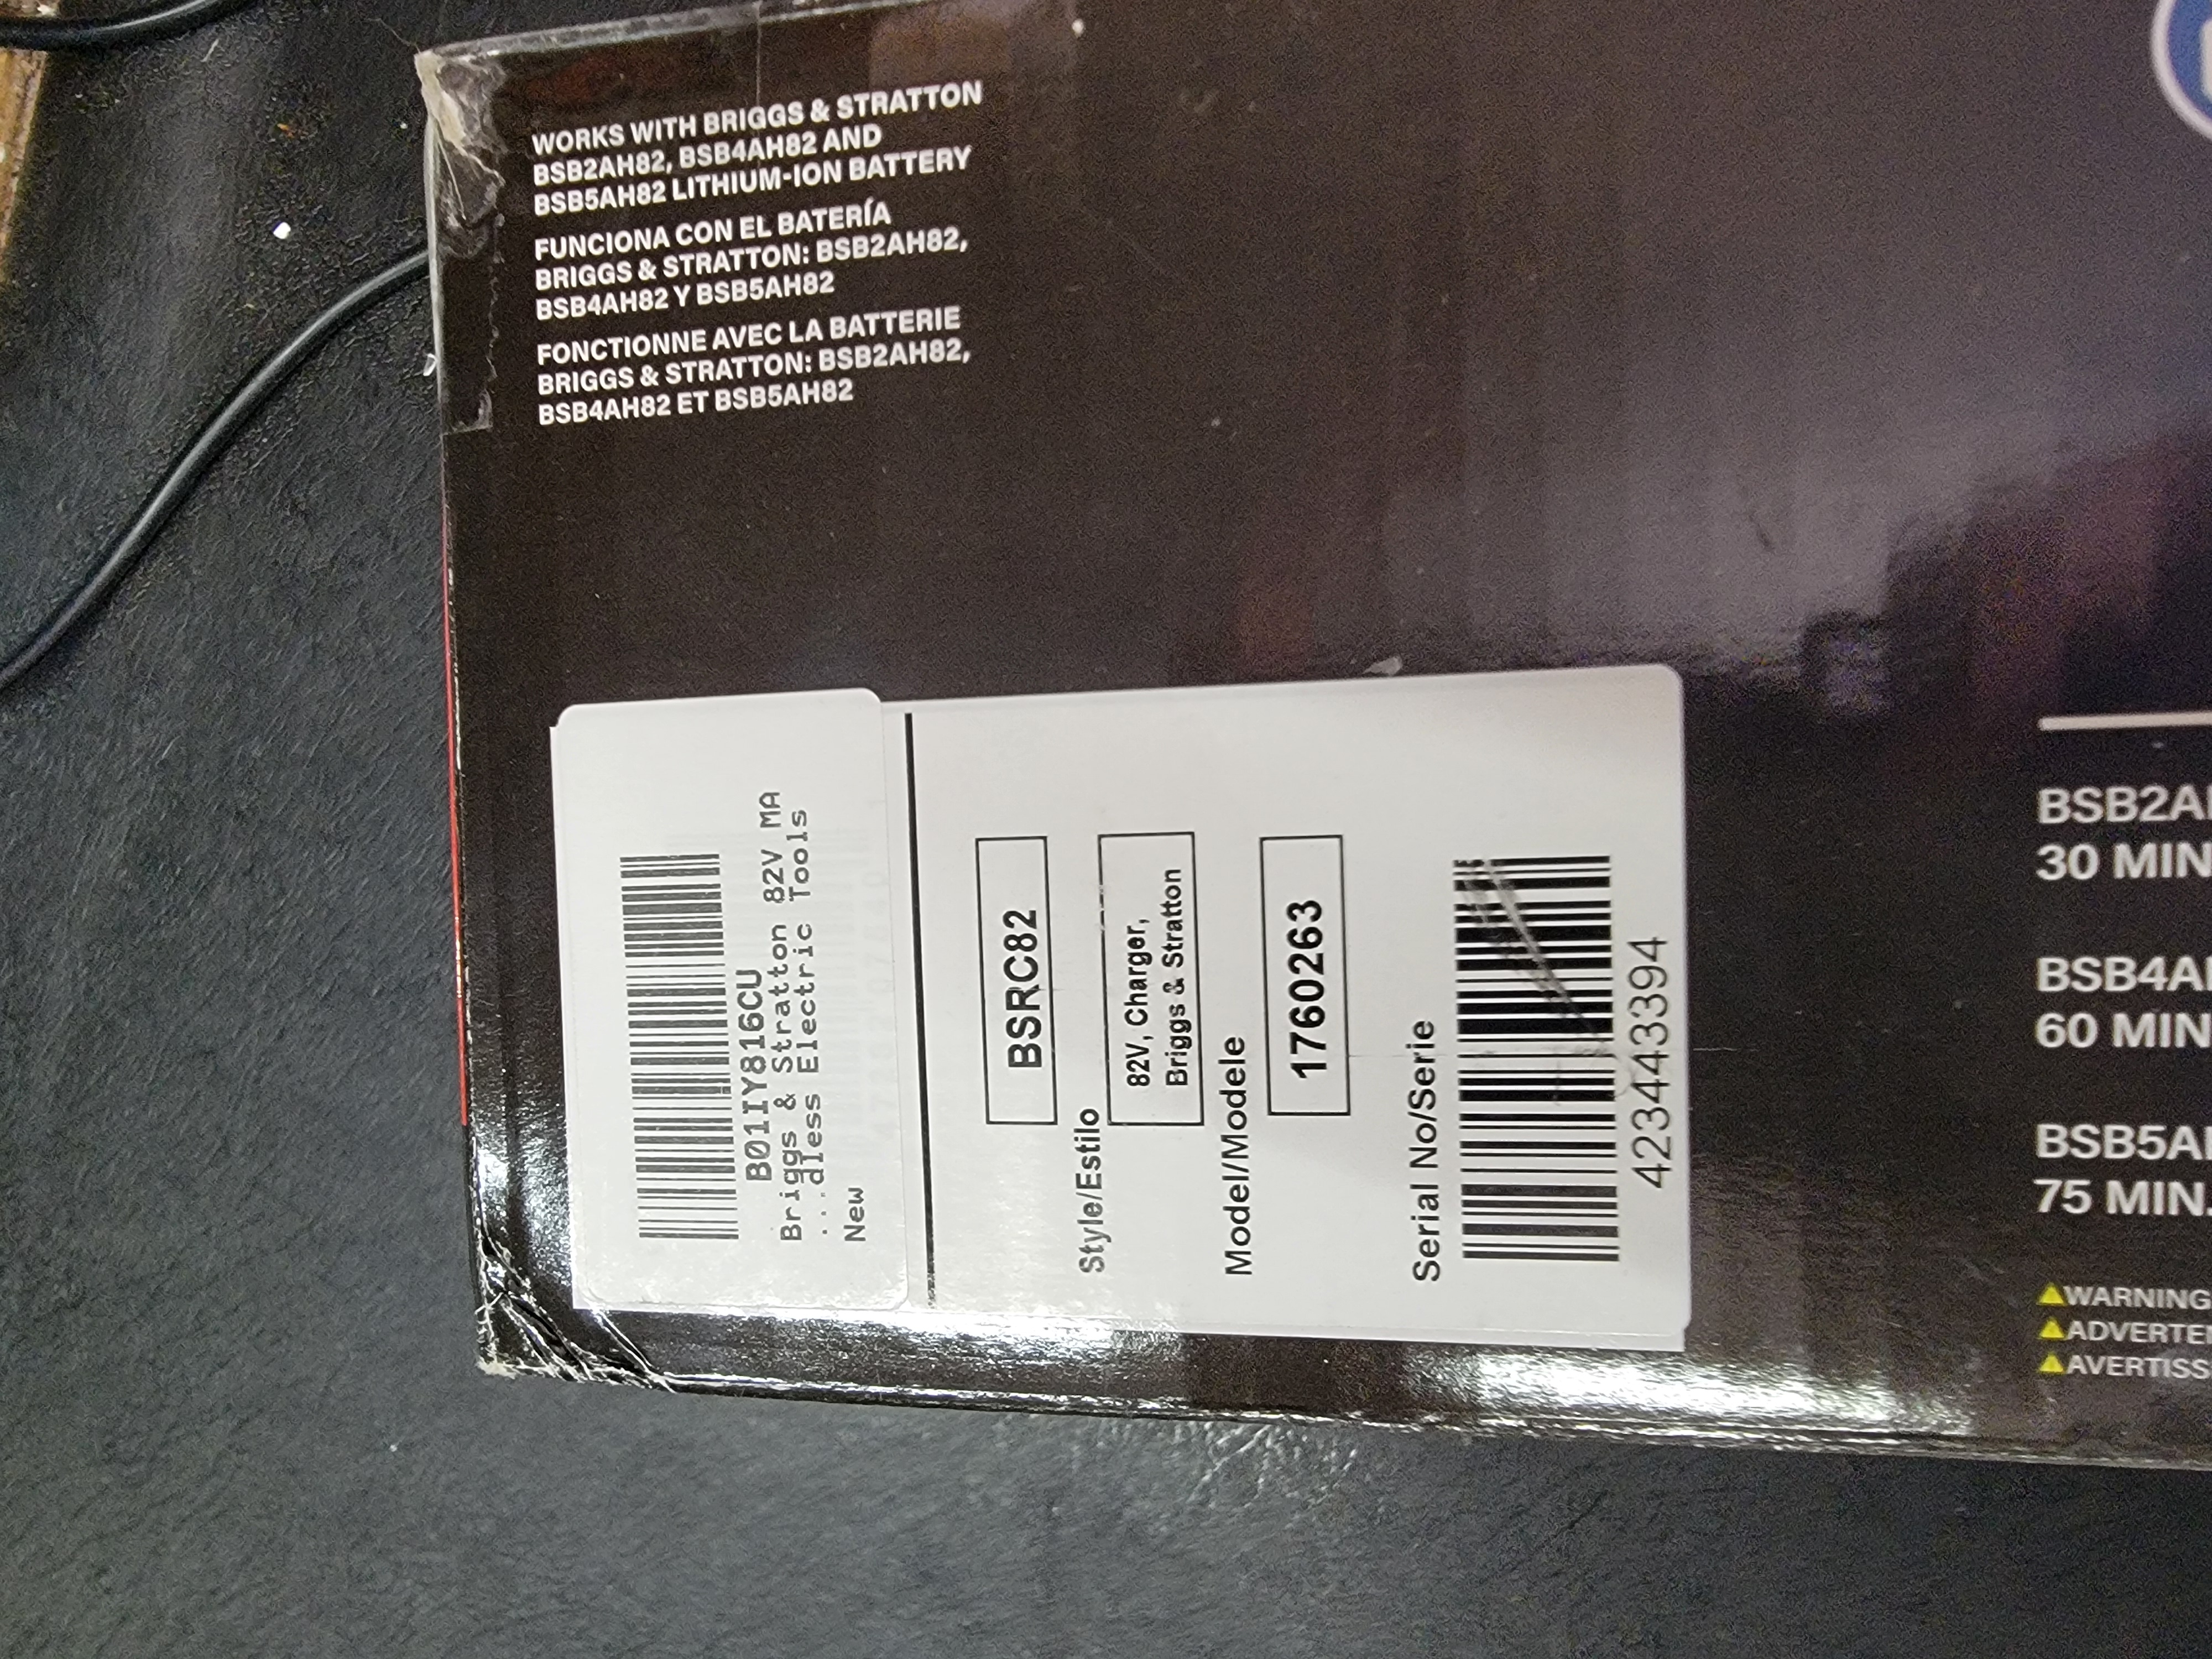 WORKS WITH BRIGGS & STRATTON
BSB2AH82, BSB4AH82 AND
BSB5AH82 LITHIUM-ION BATTERY
FUNCIONA CON EL BATERÍA
BRIGGS & STRATTON: BSB2AH82,
BSB4AH82 Y BSB5AH82
FONCTIONNE AVEC LA BATTERIE
BRIGGS & STRATTON: BSB2AH82,
BSB4AH82 ET BSB5AH82
B01IY816CU
Briggs & Stratton 82V MA
...dless Electric Tools
New
BSRC82
Style/Estilo
82V, Charger,
Briggs & Stratton
Model/Modele
1760263
Serial No/Serie
423443394
BSB2A
30 MIN
BSB4A
60 MIN
BSB5A
75 MIN.
WARNING
ADVERTE
AVERTISS